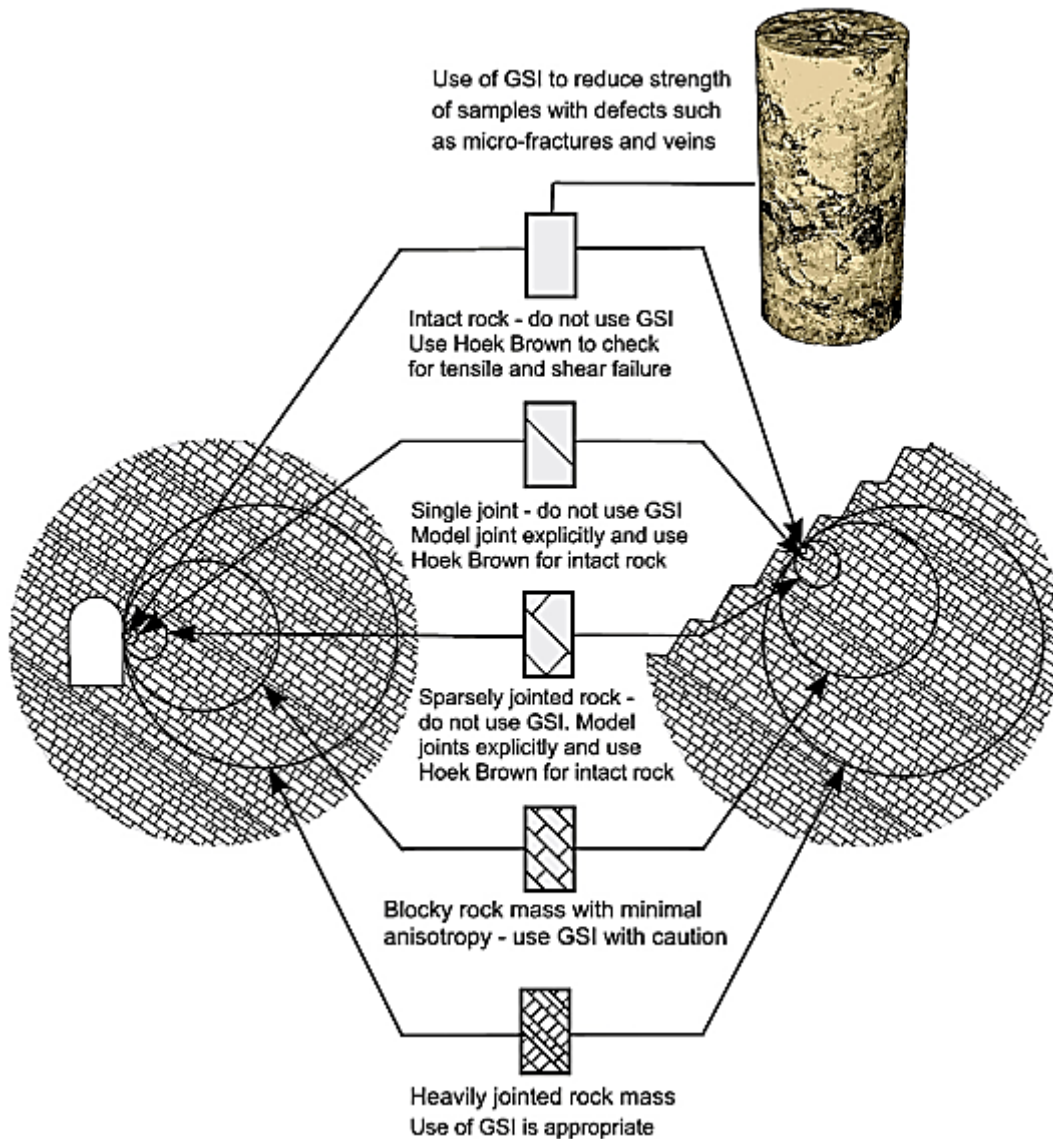 Use of GSI to reduce strength
of samples with defects such
as micro-fractures and veins
Intact rock - do not use GSI
Use Hoek Brown to check
for tensile and shear failure
Single joint - do not use GSI
Model joint explicitly and use
Hoek Brown for intact rock
Sparsely jointed rock -
do not use GSI. Model
joints explicitly and use
Hoek Brown for intact rock
Blocky rock mass with minimal
anisotropy - use GSI with caution
Heavily jointed rock mass
Use of GSI is appropriate